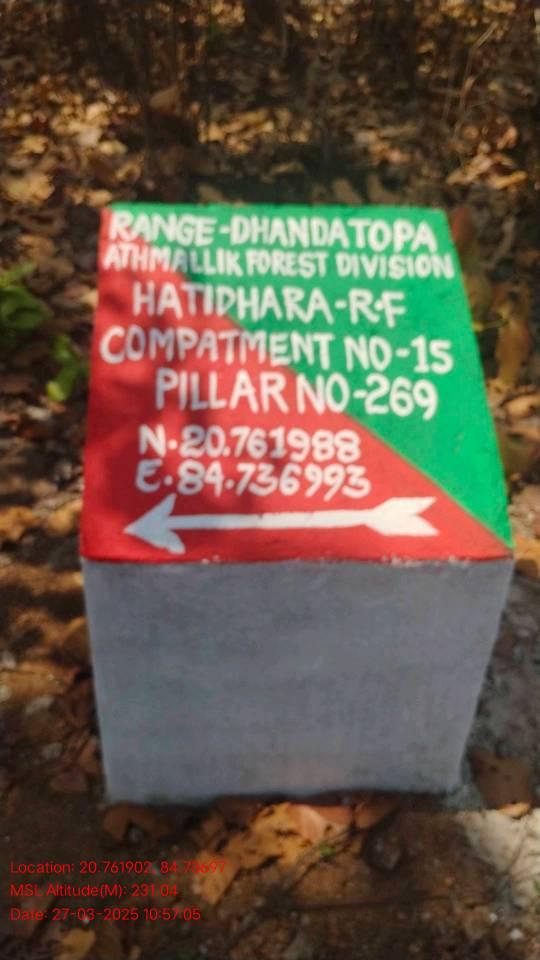 RANGE-DHANDATOPA
ATHMALLIK FOREST DIVISION
HATIDHARA-R.F
COMPATMENT NO-15
PILLAR NO-269
N.20.761988
E.84.736993
Location: 20.761902, 84.73697
MSL Altitude(M): 231.04
Date: 27-03-2025 10:57:05